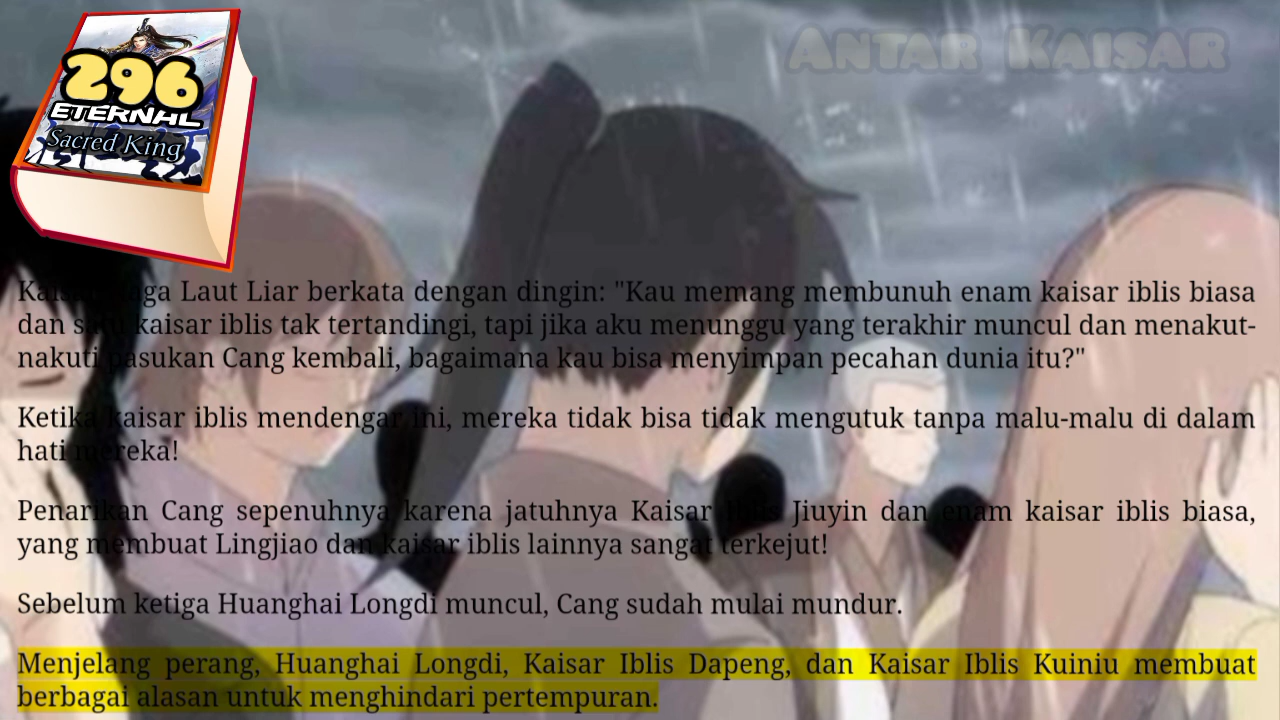 ANTAR KAISAR
296
ETERNAL
Sacred King
Laut Liar berkata dengan dingin: "Kau memang membunuh enam kaisar iblis biasa
dan satu kaisar iblis tak tertandingi, tapi jika aku menunggu yang terakhir muncul dan menakut-
nakuti pasukan Cang kembali, bagaimana kau bisa menyimpan pecahan dunia itu?"
Ketika kaisar iblis mendengar ini, mereka tidak bisa tidak mengutuk tanpa malu-malu di dalam
hati mereka!
Penarikan Cang sepenuhnya karena jatuhnya Kaisar Iblis Jiuyin dan enam kaisar iblis biasa,
yang membuat Lingjiao dan kaisar iblis lainnya sangat terkejut!
Sebelum ketiga Huanghai Longdi muncul, Cang sudah mulai mundur.
Menjelang perang, Huanghai Longdi, Kaisar Iblis Dapeng, dan Kaisar Iblis Kuiniu membuat
berbagai alasan untuk menghindari pertempuran.